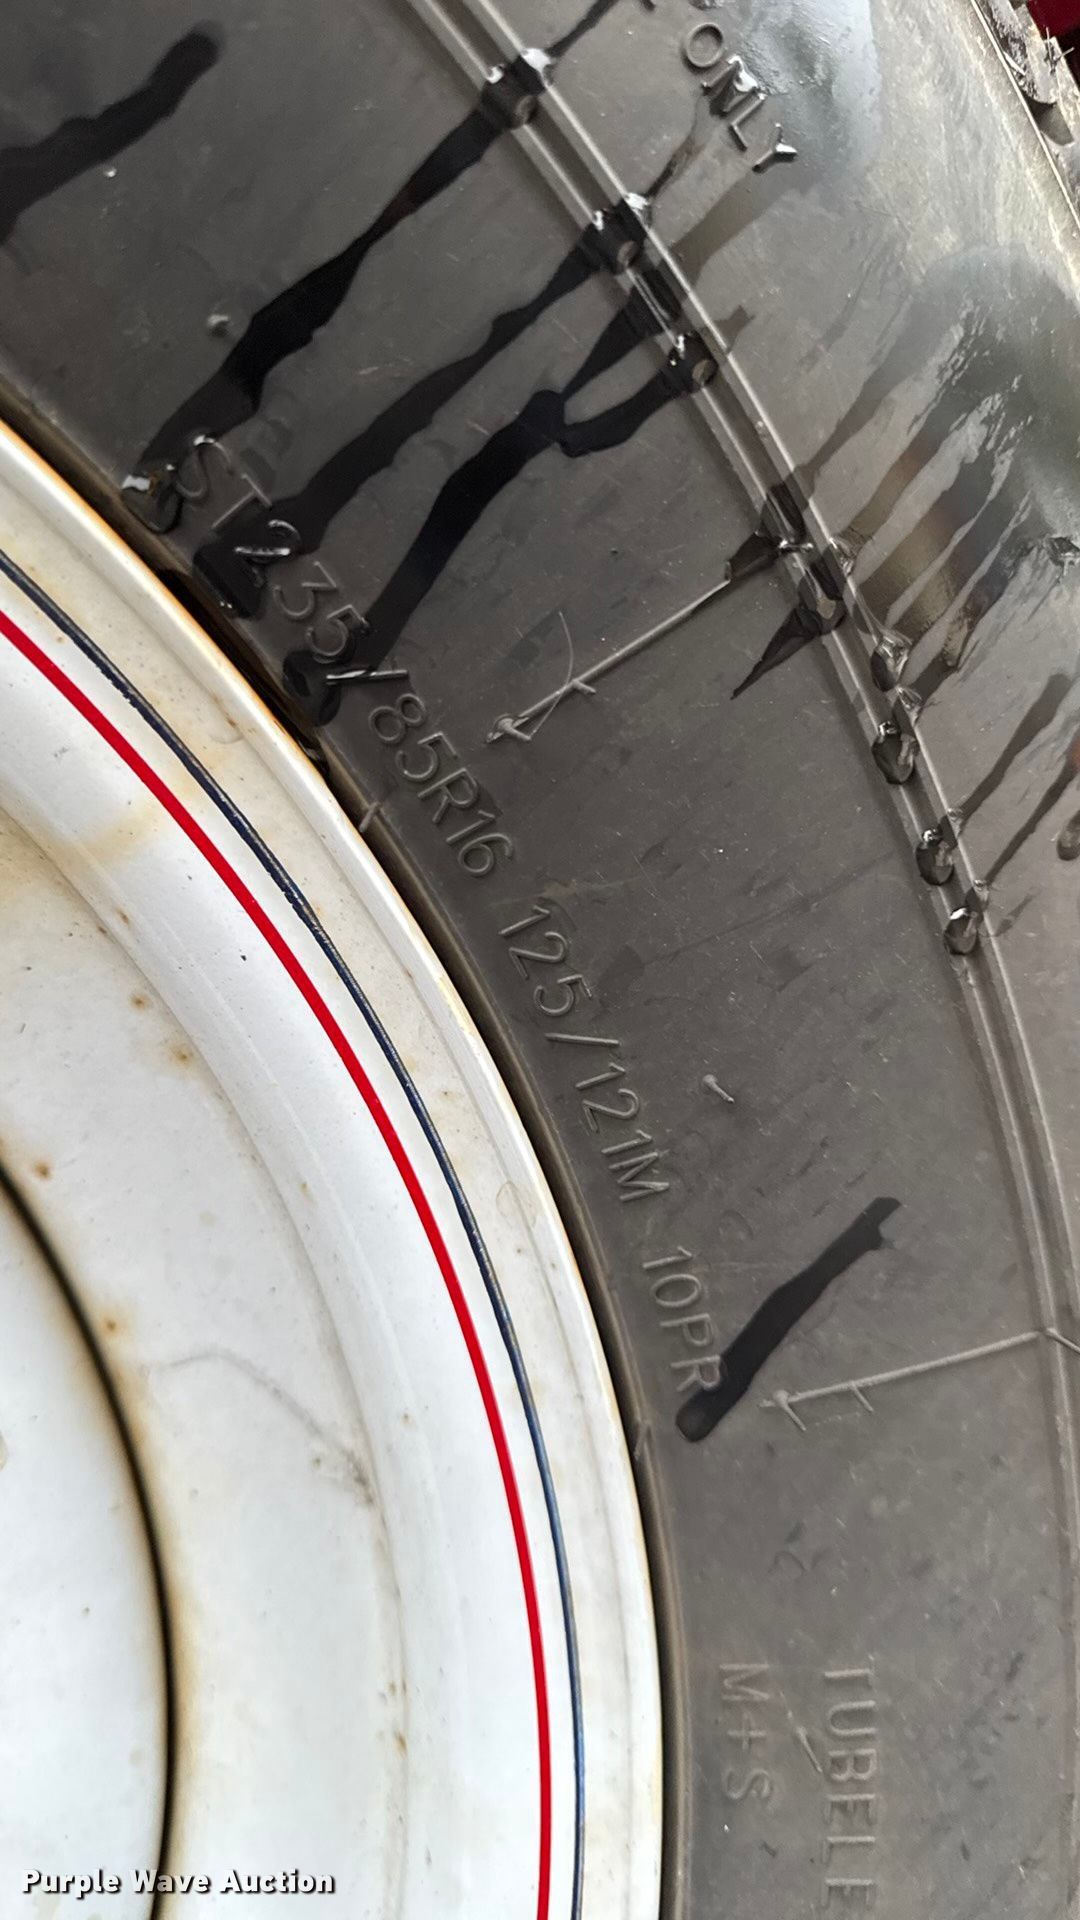 ONLY
ST235/85R16 125/121M 10PR
TUBELE
M+S
Purple Wave Auction